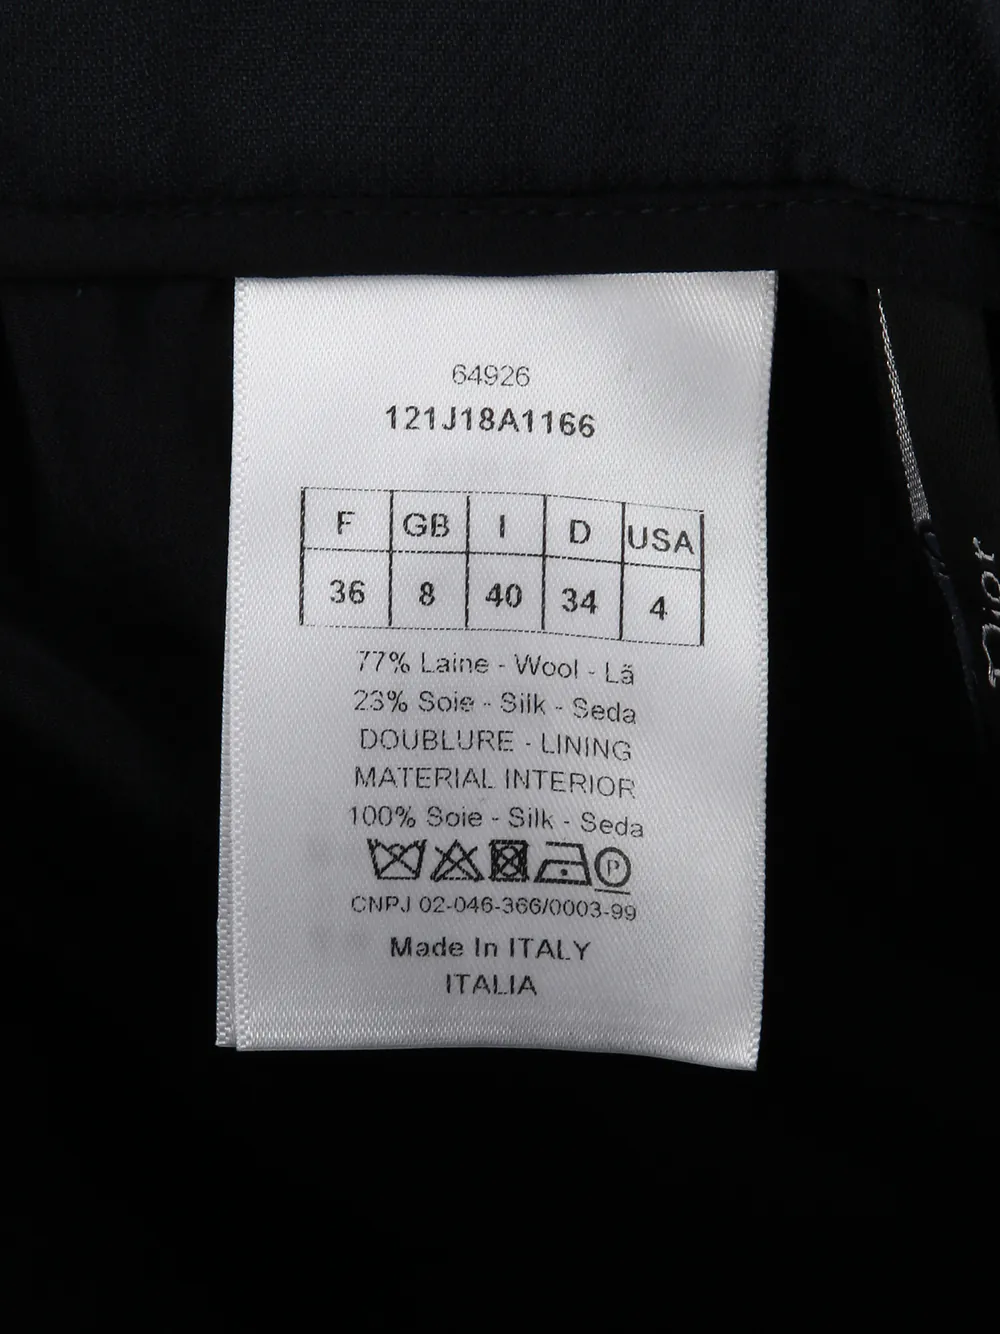 64926
121J18A1166
F GB I D USA
36 8 40 34 4
77% Laine - Wool - Lã
23% Soie - Silk - Seda
DOUBLURE - LINING
MATERIAL INTERIOR
100% Soie - Silk - Seda
P
CNPJ 02-046-366/0003-99
Made In ITALY
ITALIA
Dior